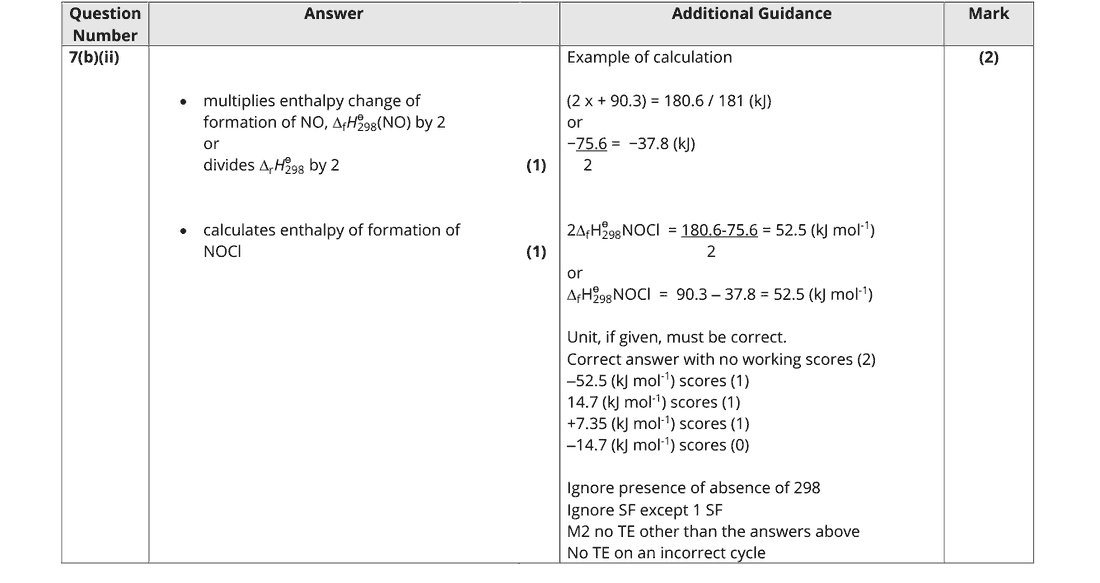 Question Number
Answer
Additional Guidance
Mark
7(b)(ii)
Example of calculation
(2)
• multiplies enthalpy change of
formation of NO, ΔfH⦵298(NO) by 2
or
divides ΔrH⦵298 by 2
(1)
(2 x + 90.3) = 180.6 / 181 (kJ)
or
−75.6 = −37.8 (kJ)
2
• calculates enthalpy of formation of
NOCl
(1)
2ΔfH⦵298NOCl = 180.6-75.6 = 52.5 (kJ mol-1)
2
or
ΔfH⦵298NOCl = 90.3 – 37.8 = 52.5 (kJ mol-1)
Unit, if given, must be correct.
Correct answer with no working scores (2)
–52.5 (kJ mol-1) scores (1)
14.7 (kJ mol-1) scores (1)
+7.35 (kJ mol-1) scores (1)
–14.7 (kJ mol-1) scores (0)
Ignore presence of absence of 298
Ignore SF except 1 SF
M2 no TE other than the answers above
No TE on an incorrect cycle